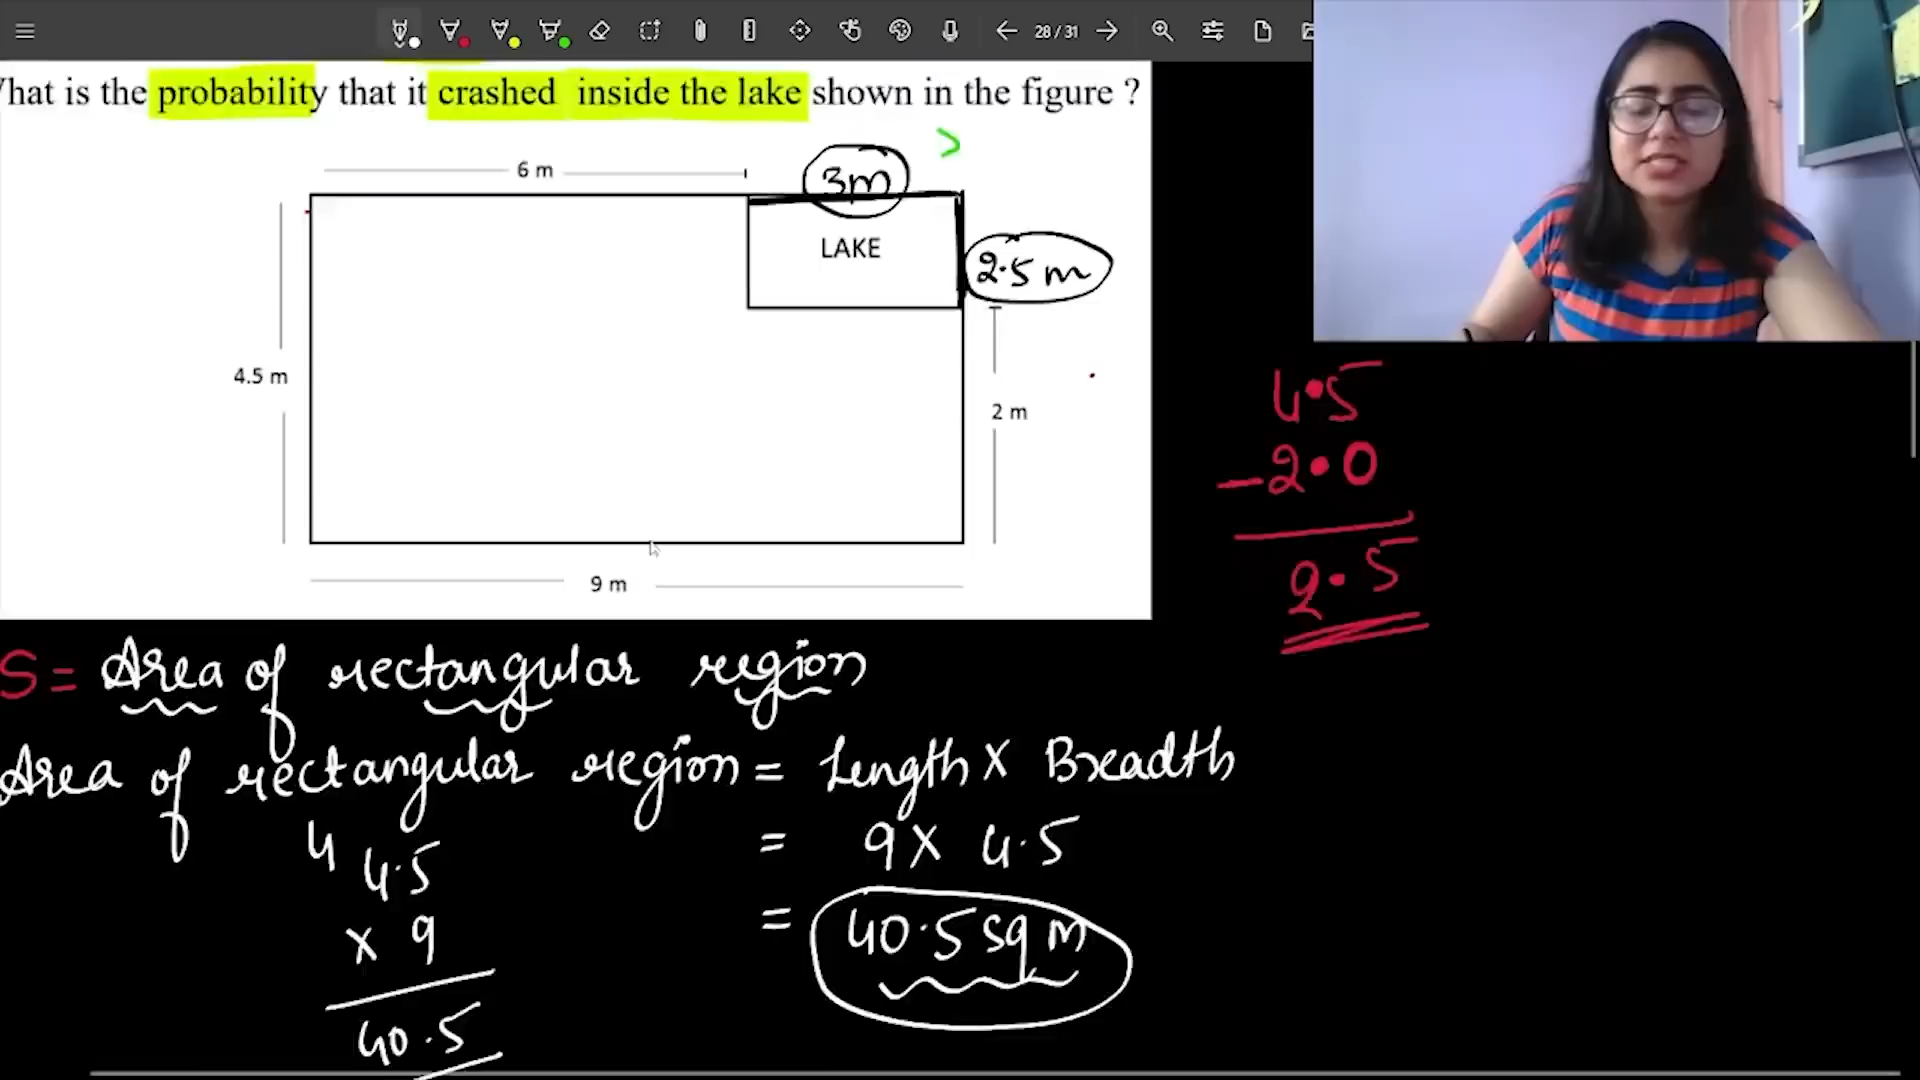 28 / 31
What is the probability that it crashed inside the lake shown in the figure ?
6 m
3m
LAKE
2.5 m
4.5 m
2 m
9 m
4.5
- 2.0
2.5
S = Area of rectangular region
Area of rectangular region = Length X Breadth
= 9 X 4.5
= 40.5 sq m
4
4.5
x 9
40.5